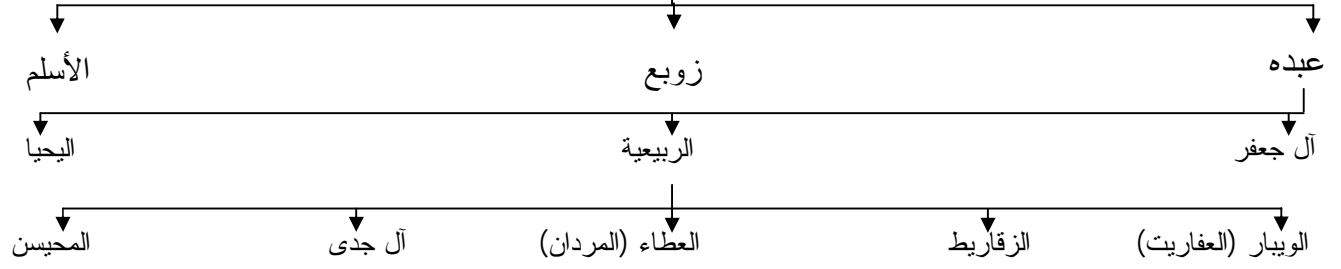 عبده زوبع الأسلم
آل جعفر الربيعية اليحيا
الويبار (العفاريت) الزقاريط العطاء (المردان) آل جدى المحيسن